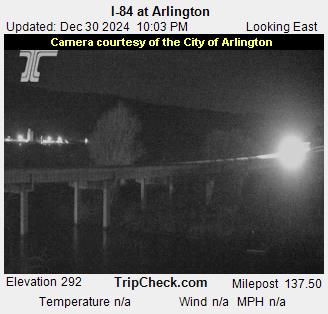 I-84 at Arlington
Updated: Dec 30 2024 10:03 PM Looking East
Camera courtesy of the City of Arlington
Elevation 292 TripCheck.com Milepost 137.50
Temperature n/a Wind n/a MPH n/a